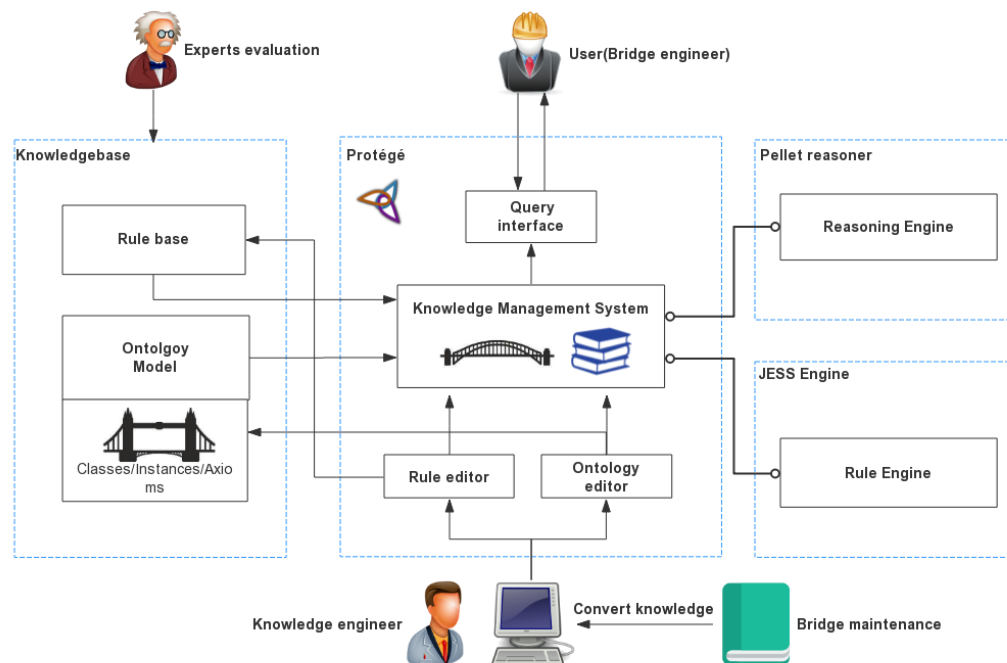 Experts evaluation
User(Bridge engineer)
Knowledgebase
Protégé
Pellet reasoner
Rule base
Query
interface
Reasoning Engine
Knowledge Management System
Ontolgoy
Model
JESS Engine
Classes/Instances/Axio
ms
Rule editor
Ontology
editor
Rule Engine
Knowledge engineer
Convert knowledge
Bridge maintenance